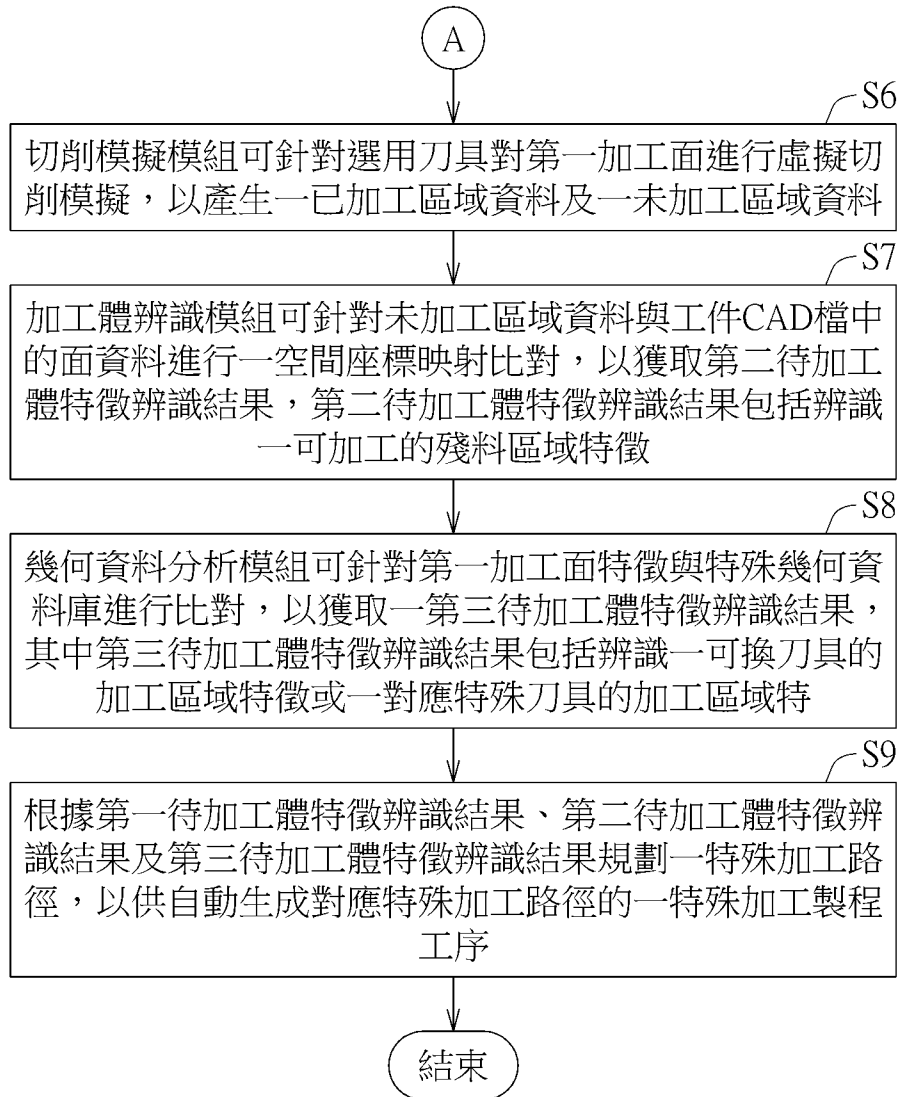 A
S6
切削模擬模組可針對選用刀具對第一加工面進行虛擬切
削模擬，以產生一已加工區域資料及一未加工區域資料
S7
加工體辨識模組可針對未加工區域資料與工件CAD檔中
的面資料進行一空間座標映射比對，以獲取第二待加工
體特徵辨識結果，第二待加工體特徵辨識結果包括辨識
一可加工的殘料區域特徵
S8
幾何資料分析模組可針對第一加工面特徵與特殊幾何資
料庫進行比對，以獲取一第三待加工體特徵辨識結果，
其中第三待加工體特徵辨識結果包括辨識一可換刀具的
加工區域特徵或一對應特殊刀具的加工區域特
S9
根據第一待加工體特徵辨識結果、第二待加工體特徵辨
識結果及第三待加工體特徵辨識結果規劃一特殊加工路
徑，以供自動生成對應特殊加工路徑的一特殊加工製程
工序
結束